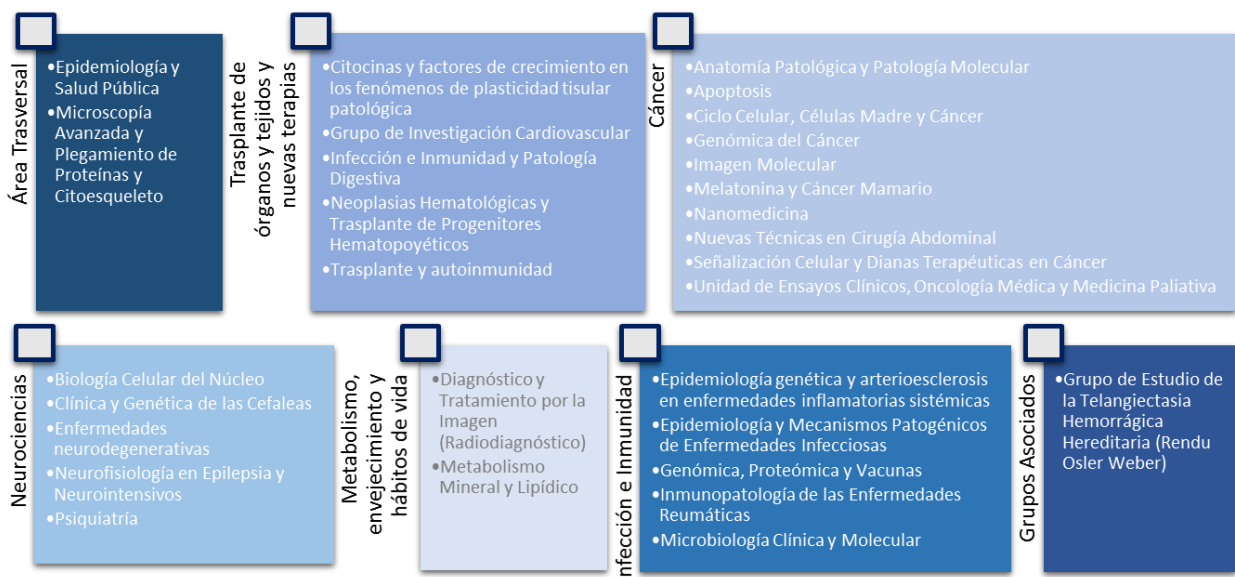 Área Trasversal
•Epidemiología y
Salud Pública
•Microscopía
Avanzada y
Plegamiento de
Proteínas y
Citoesqueleto
Trasplante de
órganos y tejidos y
nuevas terapias
•Citocinas y factores de crecimiento en
los fenómenos de plasticidad tisular
patológica
•Grupo de Investigación Cardiovascular
•Infección e Inmunidad y Patología
Digestiva
•Neoplasias Hematológicas y
Trasplante de Progenitores
Hematopoyéticos
•Trasplante y autoinmunidad
Cáncer
•Anatomía Patológica y Patología Molecular
•Apoptosis
•Ciclo Celular, Células Madre y Cáncer
•Genómica del Cáncer
•Imagen Molecular
•Melatonina y Cáncer Mamario
•Nanomedicina
•Nuevas Técnicas en Cirugía Abdominal
•Señalización Celular y Dianas Terapéuticas en Cáncer
•Unidad de Ensayos Clínicos, Oncología Médica y Medicina Paliativa
Neurociencias
•Biología Celular del Núcleo
•Clínica y Genética de las Cefaleas
•Enfermedades
neurodegenerativas
•Neurofisiología en Epilepsia y
Neurointensivos
•Psiquiatría
Metabolismo,
envejecimiento y
hábitos de vida
•Diagnóstico y
Tratamiento por la
Imagen
(Radiodiagnóstico)
•Metabolismo
Mineral y Lipídico
nfección e Inmunidad
•Epidemiología genética y arterioesclerosis
en enfermedades inflamatorias sistémicas
•Epidemiología y Mecanismos Patogénicos
de Enfermedades Infecciosas
•Genómica, Proteómica y Vacunas
•Inmunopatología de las Enfermedades
Reumáticas
•Microbiología Clínica y Molecular
Grupos Asociados
•Grupo de Estudio de
la Telangiectasia
Hemorrágica
Hereditaria (Rendu
Osler Weber)